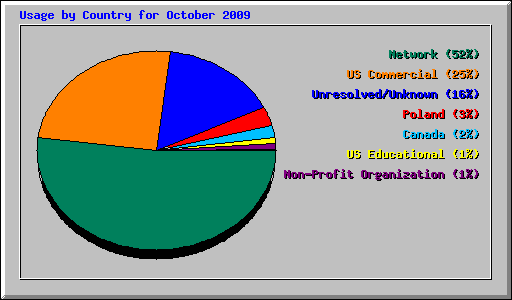 Usage by Country for October 2009
Network (52%)
US Commercial (25%)
Unresolved/Unknown (16%)
Poland (3%)
Canada (2%)
US Educational (1%)
Non-Profit Organization (1%)